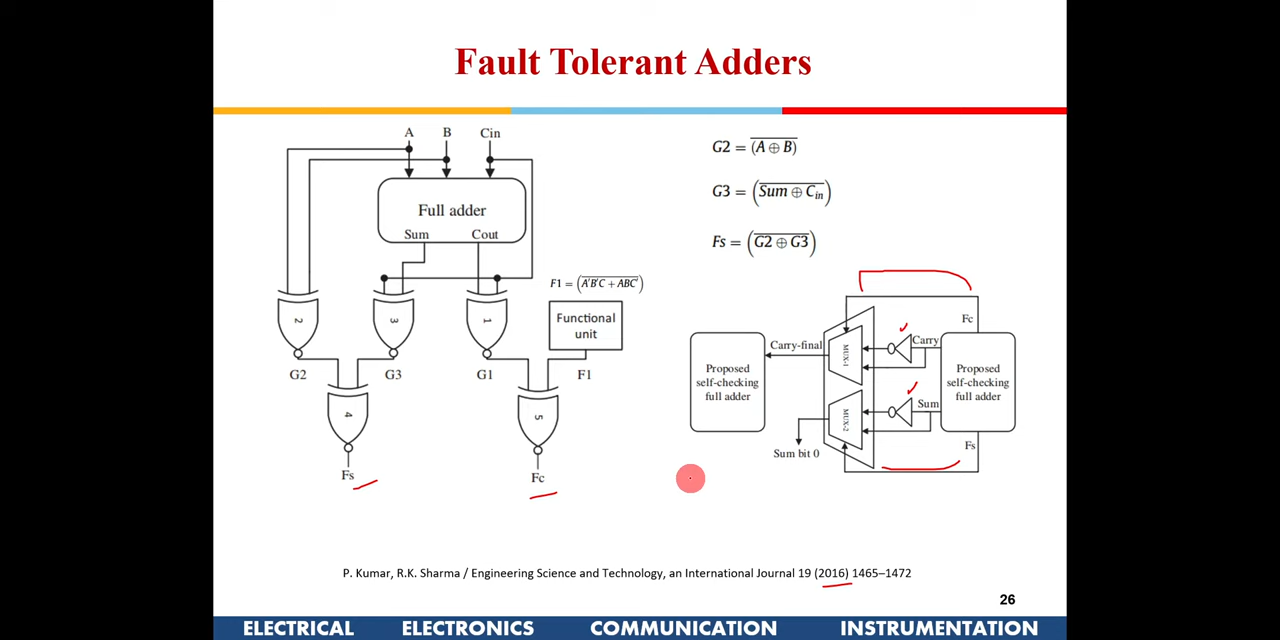 Fault Tolerant Adders
A B Cin
Full adder
Sum Cout
2
3
1
4
5
G2 G3 G1 F1
F1 = (A'B'C + ABC')
Functional
unit
Fs
Fc
G2 = (A ⊕ B)
G3 = (Sum ⊕ Cin)
Fs = (G2 ⊕ G3)
Fc
Carry
Carry-final
MUX-1
Proposed
self-checking
full adder
Proposed
self-checking
full adder
Sum
MUX-2
Fs
Sum bit 0
P. Kumar, R.K. Sharma / Engineering Science and Technology, an International Journal 19 (2016) 1465–1472
26
ELECTRICAL ELECTRONICS COMMUNICATION INSTRUMENTATION